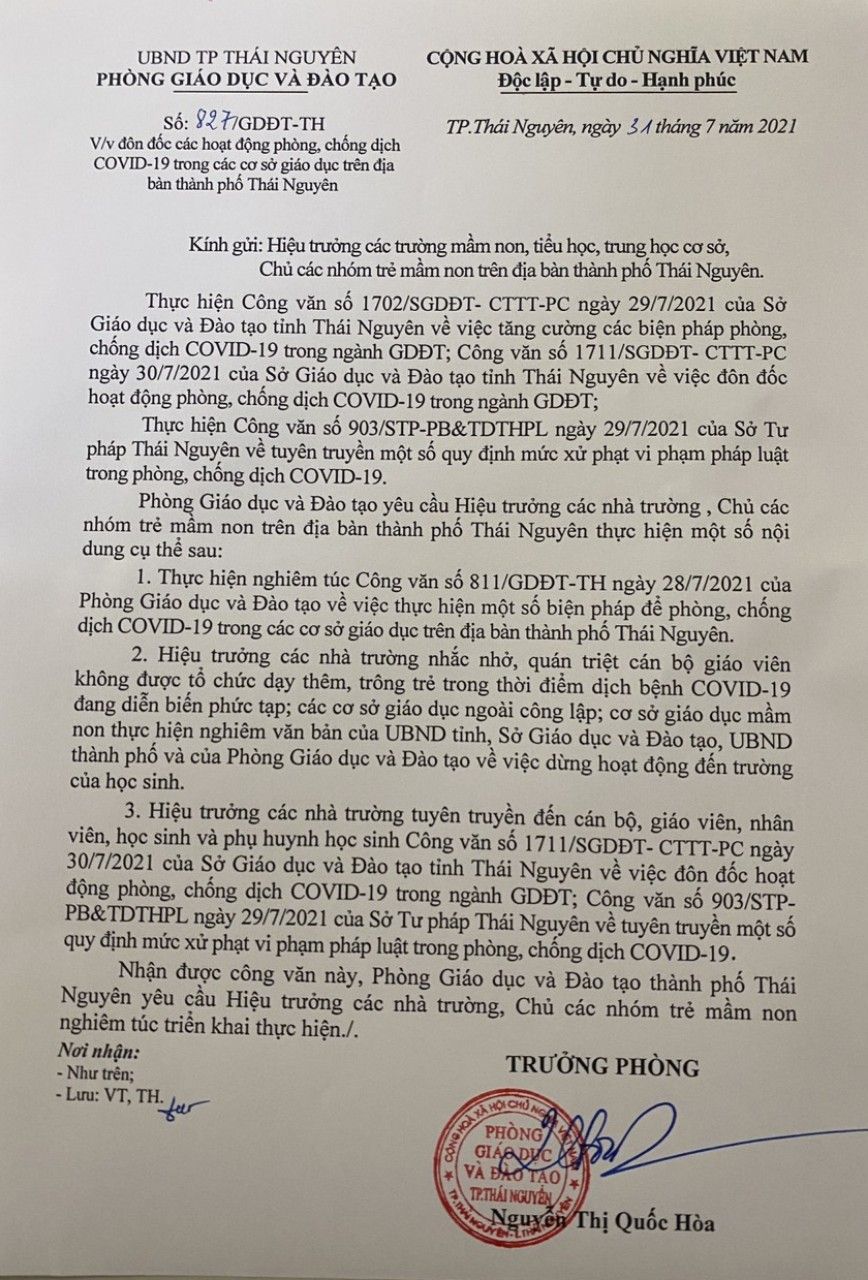 UBND TP THÁI NGUYÊN
PHÒNG GIÁO DỤC VÀ ĐÀO TẠO
CỘNG HOÀ XÃ HỘI CHỦ NGHĨA VIỆT NAM
Độc lập - Tự do - Hạnh phúc
Số: 827/GDĐT-TH
V/v đôn đốc các hoạt động phòng, chống dịch
COVID-19 trong các cơ sở giáo dục trên địa
bàn thành phố Thái Nguyên
TP.Thái Nguyên, ngày 31 tháng 7 năm 2021
Kính gửi: Hiệu trưởng các trường mầm non, tiểu học, trung học cơ sở,
Chủ các nhóm trẻ mầm non trên địa bàn thành phố Thái Nguyên.
Thực hiện Công văn số 1702/SGDĐT- CTTT-PC ngày 29/7/2021 của Sở
Giáo dục và Đào tạo tỉnh Thái Nguyên về việc tăng cường các biện pháp phòng,
chống dịch COVID-19 trong ngành GDĐT; Công văn số 1711/SGDĐT- CTTT-PC
ngày 30/7/2021 của Sở Giáo dục và Đào tạo tỉnh Thái Nguyên về việc đôn đốc
hoạt động phòng, chống dịch COVID-19 trong ngành GDĐT;
Thực hiện Công văn số 903/STP-PB&TDTHPL ngày 29/7/2021 của Sở Tư
pháp Thái Nguyên về tuyên truyền một số quy định mức xử phạt vi phạm pháp luật
trong phòng, chống dịch COVID-19.
Phòng Giáo dục và Đào tạo yêu cầu Hiệu trưởng các nhà trường , Chủ các
nhóm trẻ mầm non trên địa bàn thành phố Thái Nguyên thực hiện một số nội
dung cụ thể sau:
1. Thực hiện nghiêm túc Công văn số 811/GDĐT-TH ngày 28/7/2021 của
Phòng Giáo dục và Đào tạo về việc thực hiện một số biện pháp để phòng, chống
dịch COVID-19 trong các cơ sở giáo dục trên địa bàn thành phố Thái Nguyên.
2. Hiệu trưởng các nhà trường nhắc nhở, quán triệt cán bộ giáo viên
không được tổ chức dạy thêm, trông trẻ trong thời điểm dịch bệnh COVID-19
đang diễn biến phức tạp; các cơ sở giáo dục ngoài công lập; cơ sở giáo dục mầm
non thực hiện nghiêm văn bản của UBND tỉnh, Sở Giáo dục và Đào tạo, UBND
thành phố và của Phòng Giáo dục và Đào tạo về việc dừng hoạt động đến trường
của học sinh.
3. Hiệu trưởng các nhà trường tuyên truyền đến cán bộ, giáo viên, nhân
viên, học sinh và phụ huynh học sinh Công văn số 1711/SGDĐT- CTTT-PC ngày
30/7/2021 của Sở Giáo dục và Đào tạo tỉnh Thái Nguyên về việc đôn đốc hoạt
động phòng, chống dịch COVID-19 trong ngành GDĐT; Công văn số 903/STP-
PB&TDTHPL ngày 29/7/2021 của Sở Tư pháp Thái Nguyên về tuyên truyền một số
quy định mức xử phạt vi phạm pháp luật trong phòng, chống dịch COVID-19.
Nhận được công văn này, Phòng Giáo dục và Đào tạo thành phố Thái
Nguyên yêu cầu Hiệu trưởng các nhà trường, Chủ các nhóm trẻ mầm non
nghiêm túc triển khai thực hiện./.
Nơi nhận:
- Như trên;
- Lưu: VT, TH.
TRƯỞNG PHÒNG
CỘNG HOÀ XÃ HỘI CHỦ NGHĨA VIỆT NAM
PHÒNG
GIÁO DỤC
VÀ ĐÀO TẠO
TP.THÁI NGUYÊN
TP.THÁI NGUYÊN-T.THÁI NGUYÊN
Nguyễn Thị Quốc Hòa